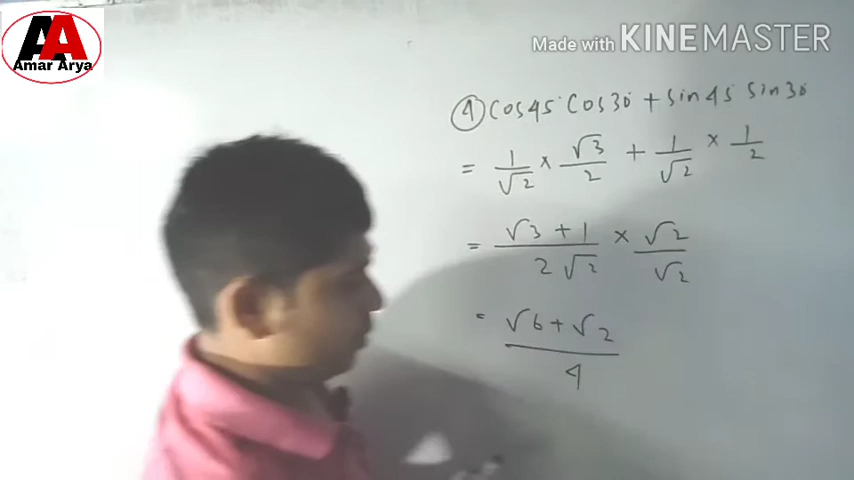 AA
Amar Arya
Made with KINEMASTER
④ Cos45° Cos30° + Sin45° Sin30°
= 1/√2 × √3/2 + 1/√2 × 1/2
= √3 + 1/2√2 × √2/√2
= √6 + √2/4